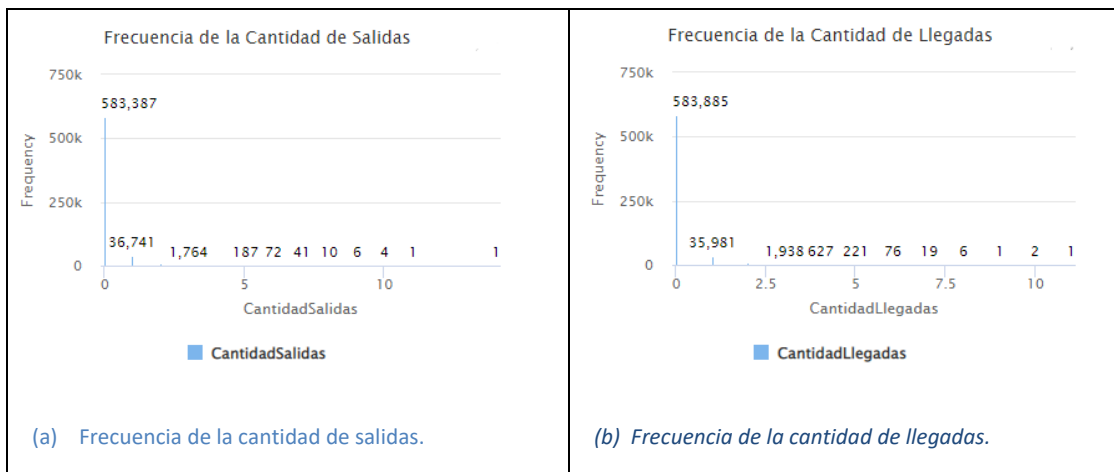 Frecuencia de la Cantidad de Salidas
750k
583,387
500k
Frequency
250k
36,741
1,764 187 72 41 10 6 4 1 1
0
0 5 10
CantidadSalidas
CantidadSalidas
(a) Frecuencia de la cantidad de salidas.
Frecuencia de la Cantidad de Llegadas
750k
583,885
500k
Frequency
250k
35,981
1,938 627 221 76 19 6 1 2 1
0
0 2.5 5 7.5 10
CantidadLlegadas
CantidadLlegadas
(b) Frecuencia de la cantidad de llegadas.